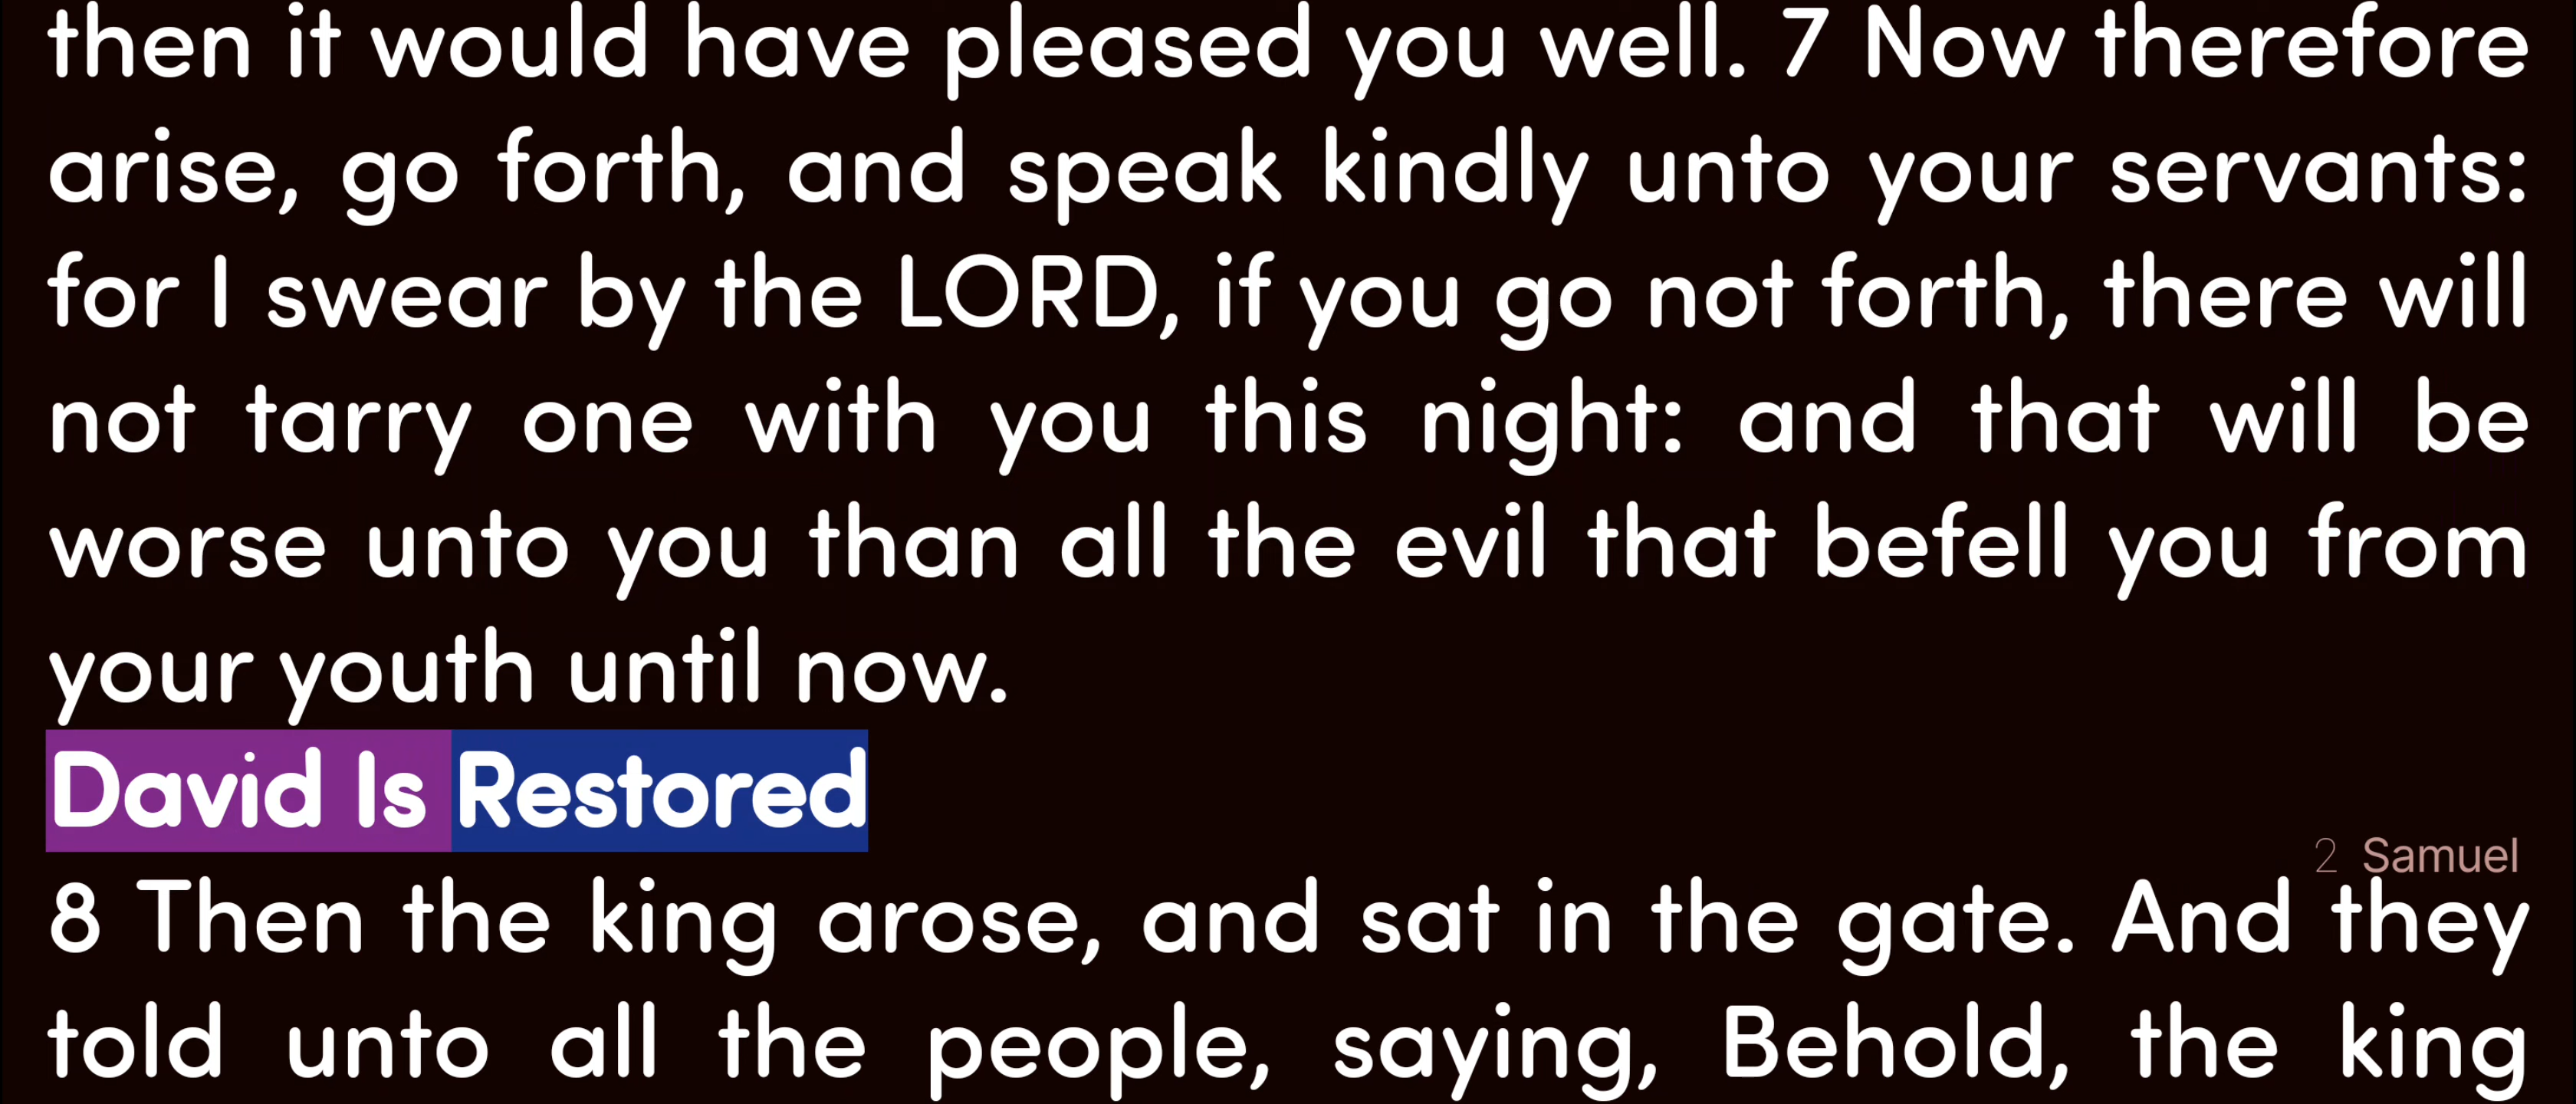 then it would have pleased you well. 7 Now therefore
arise, go forth, and speak kindly unto your servants:
for I swear by the LORD, if you go not forth, there will
not tarry one with you this night: and that will be
worse unto you than all the evil that befell you from
your youth until now.
David Is Restored
2 Samuel
8 Then the king arose, and sat in the gate. And they
told unto all the people, saying, Behold, the king